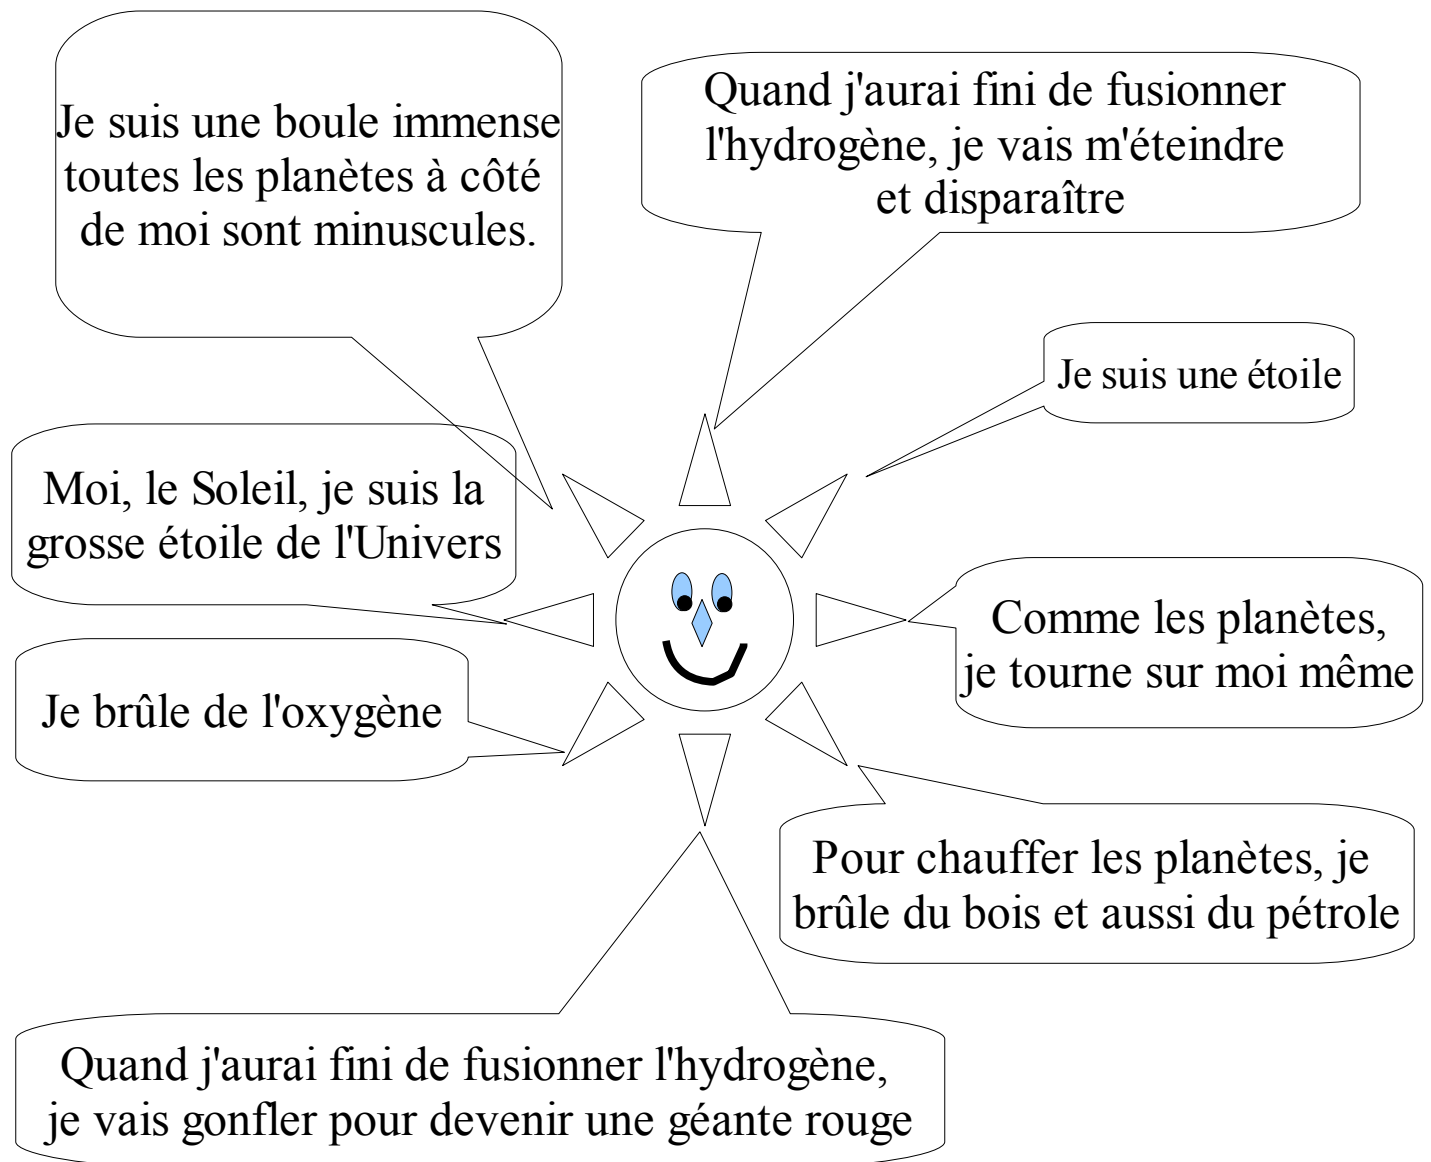 Je suis une boule immense
toutes les planètes à côté
de moi sont minuscules.
Quand j'aurai fini de fusionner
l'hydrogène, je vais m'éteindre
et disparaître
Je suis une étoile
Moi, le Soleil, je suis la
grosse étoile de l'Univers
Comme les planètes,
je tourne sur moi même
Je brûle de l'oxygène
Pour chauffer les planètes, je
brûle du bois et aussi du pétrole
Quand j'aurai fini de fusionner l'hydrogène,
je vais gonfler pour devenir une géante rouge